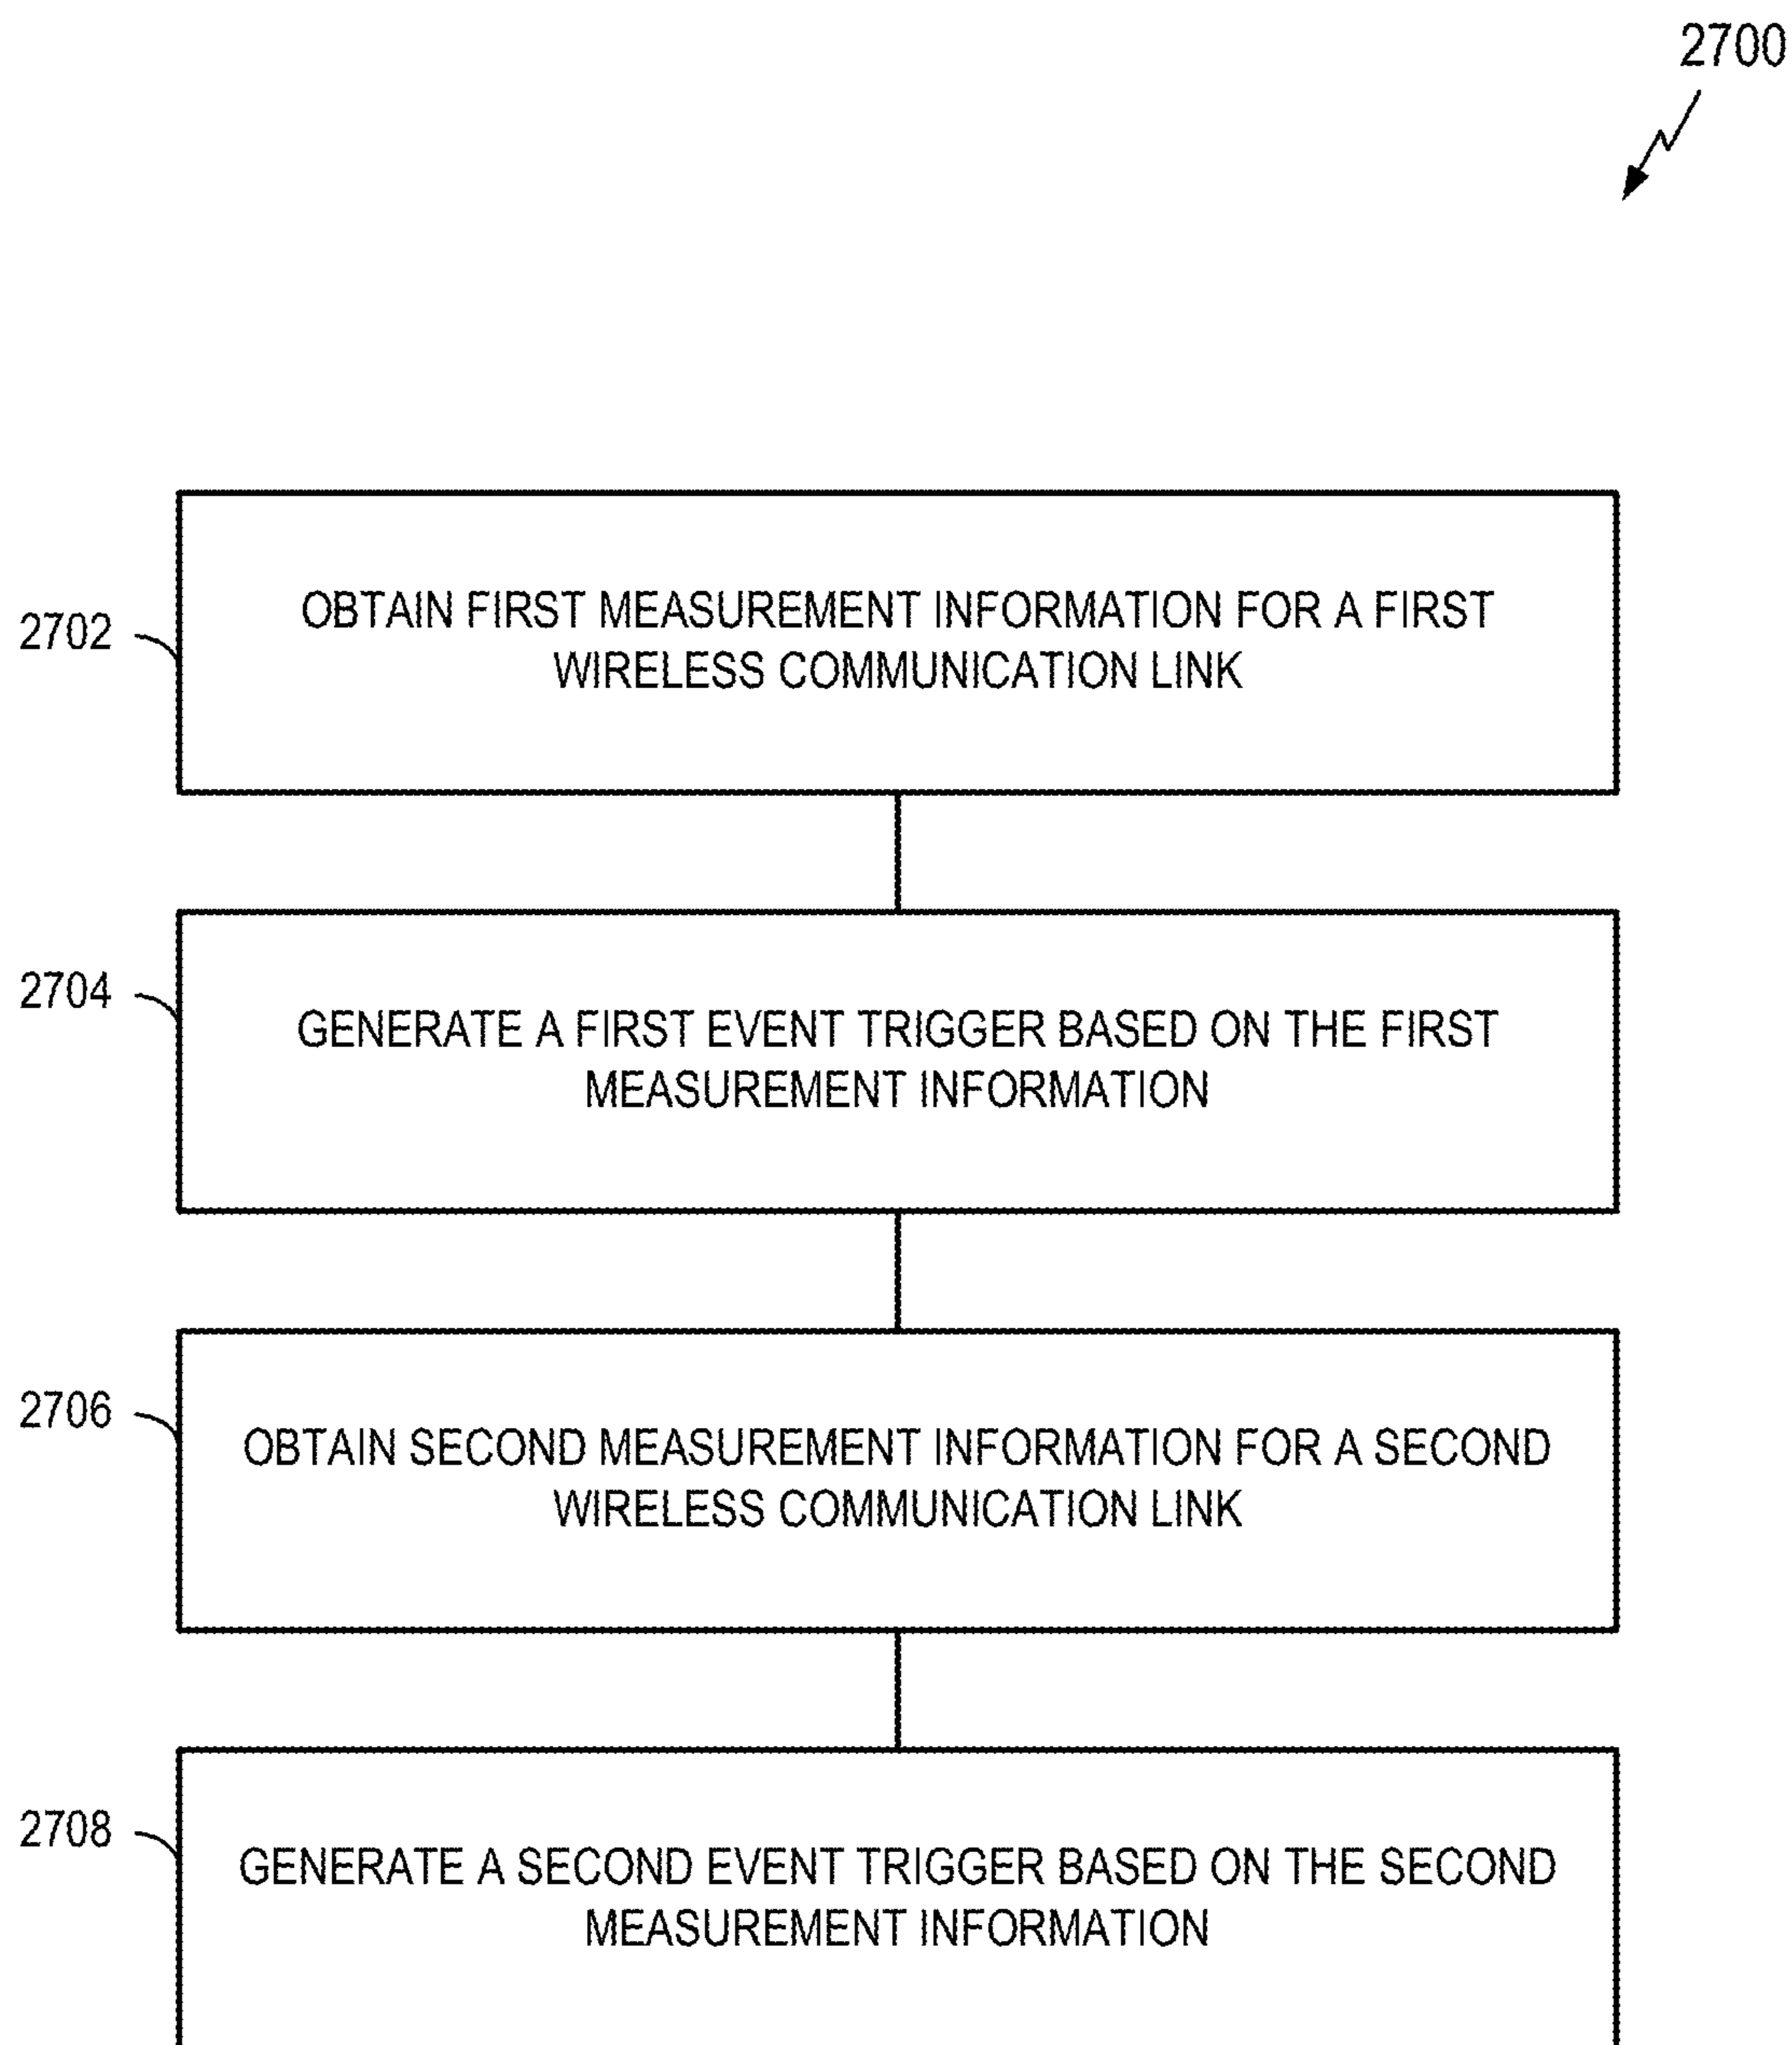 2700
2702
OBTAIN FIRST MEASUREMENT INFORMATION FOR A FIRST
WIRELESS COMMUNICATION LINK
2704
GENERATE A FIRST EVENT TRIGGER BASED ON THE FIRST
MEASUREMENT INFORMATION
2706
OBTAIN SECOND MEASUREMENT INFORMATION FOR A SECOND
WIRELESS COMMUNICATION LINK
2708
GENERATE A SECOND EVENT TRIGGER BASED ON THE SECOND
MEASUREMENT INFORMATION